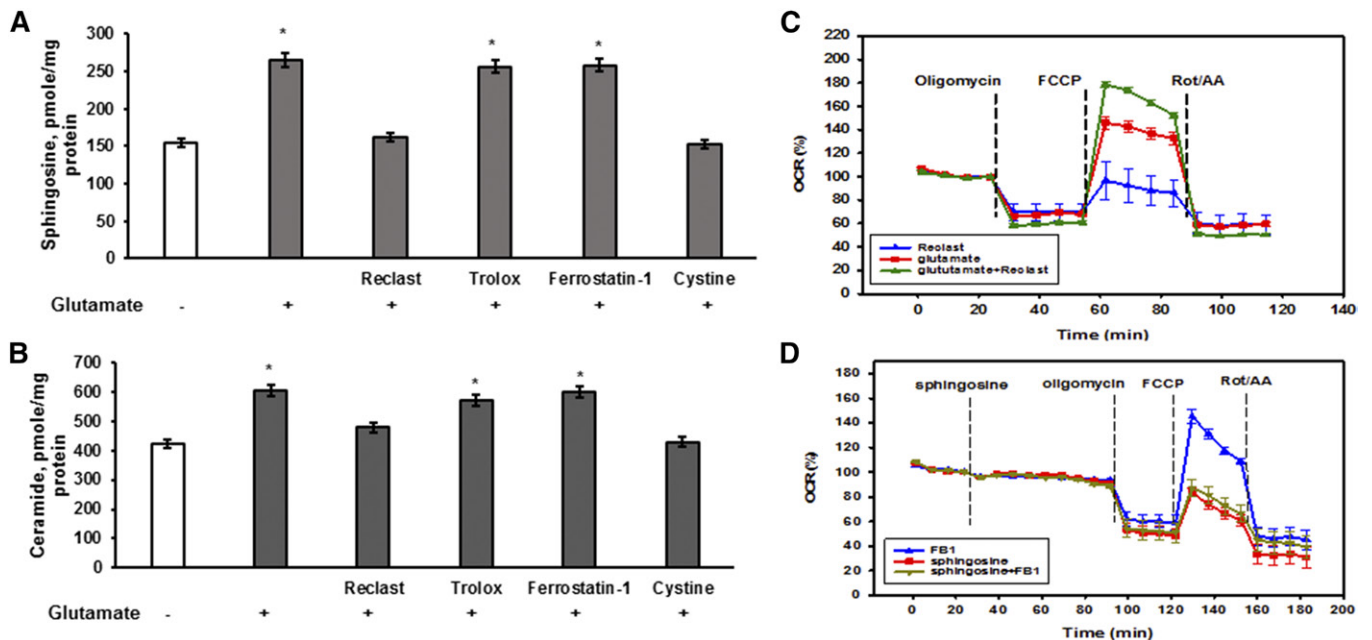 A
Sphingosine, pmole/mg
protein
300
250
200
150
100
50
0
*
*
*
Reclast
Trolox
Ferrostatin-1
Cystine
Glutamate
-
+
+
+
+
+
B
Ceramide, pmole/mg
protein
700
600
500
400
300
200
100
0
*
*
*
Reclast
Trolox
Ferrostatin-1
Cystine
Glutamate
-
+
+
+
+
+
C
OCR (%)
220
200
180
160
140
120
100
80
60
40
20
0
Oligomycin
FCCP
Rot/AA
Reclast
glutamate
glututamate+Reclast
0
20
40
60
80
100
120
140
Time (min)
D
OCR(%)
180
160
140
120
100
80
60
40
20
0
sphingosine
oligomycin
FCCP
Rot/AA
FB1
sphingosine
sphingosine+FB1
0
20
40
60
80
100
120
140
160
180
200
Time (min)